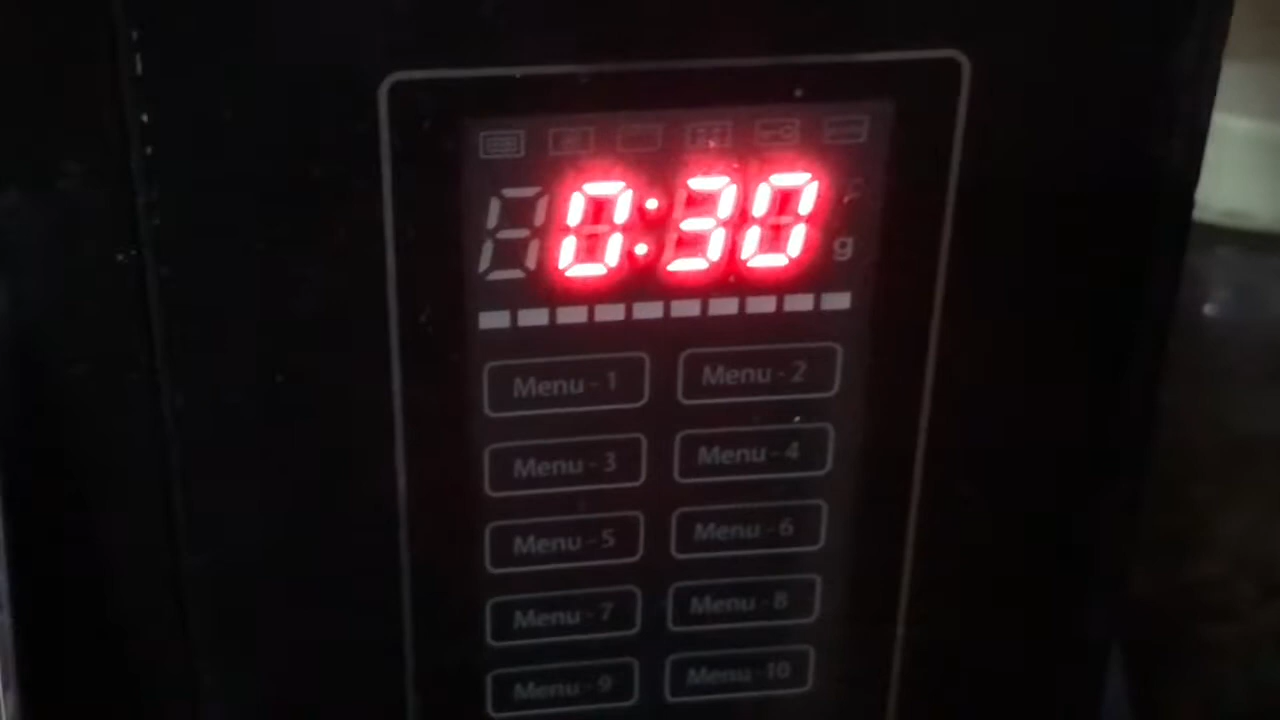 0:30
g
Menu - 1 Menu - 2
Menu - 3 Menu - 4
Menu - 5 Menu - 6
Menu - 7 Menu - 8
Menu - 9 Menu - 10